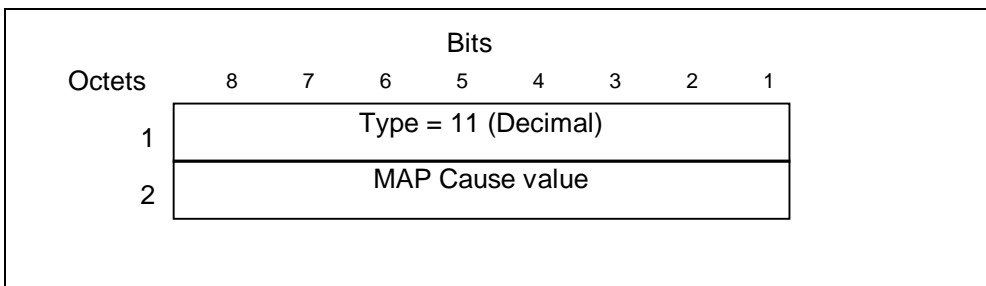 Bits
Octets 8 7 6 5 4 3 2 1
1 Type = 11 (Decimal)
2 MAP Cause value